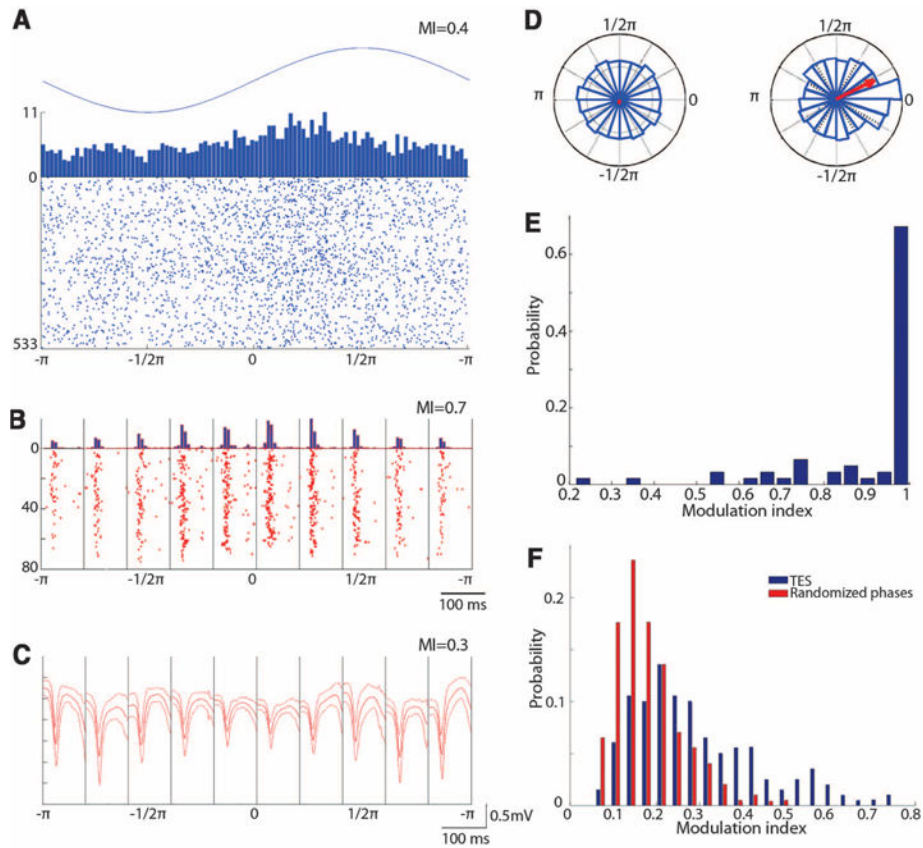 A
MI=0.4
11
0
533
-π
-1/2π
0
1/2π
-π
B
MI=0.7
0
40
80
-π
-1/2π
0
1/2π
-π
100 ms
C
MI=0.3
-π
-1/2π
0
1/2π
-π
0.5mV
100 ms
D
1/2π
1/2π
π
π
0
-1/2π
-1/2π
E
Probability
0.6
0.4
0.2
0
0.2
0.3
0.4
0.5
0.6
0.7
0.8
0.9
1
Modulation index
F
TES
Randomized phases
Probability
0.2
0.1
0
0
0.1
0.2
0.3
0.4
0.5
0.6
0.7
0.8
Modulation index